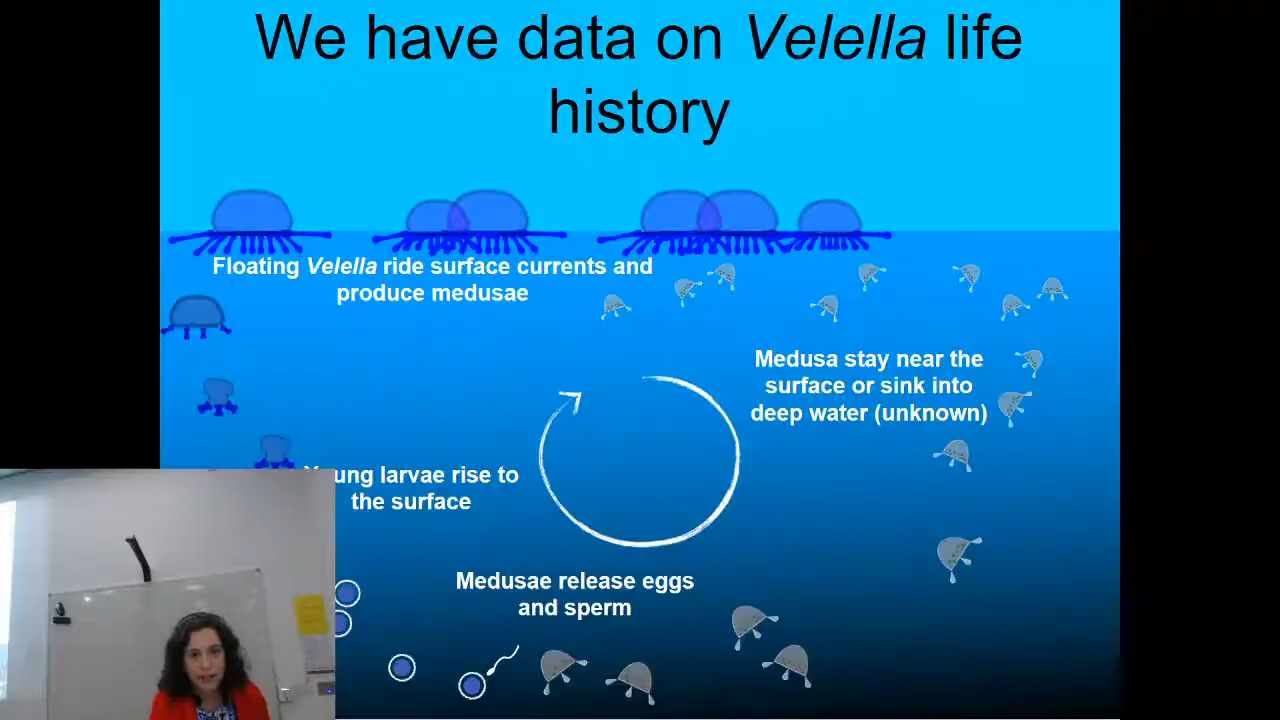 We have data on Velella life
history
Floating Velella ride surface currents and
produce medusae
Medusa stay near the
surface or sink into
deep water (unknown)
larvae rise to
the surface
Medusae release eggs
and sperm